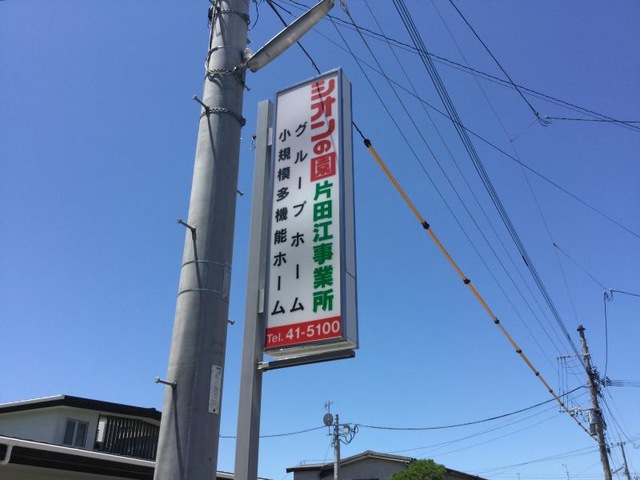 シオンの園 片田江事業所
グループホーム
小規模多機能ホーム
Tel. 41-5100